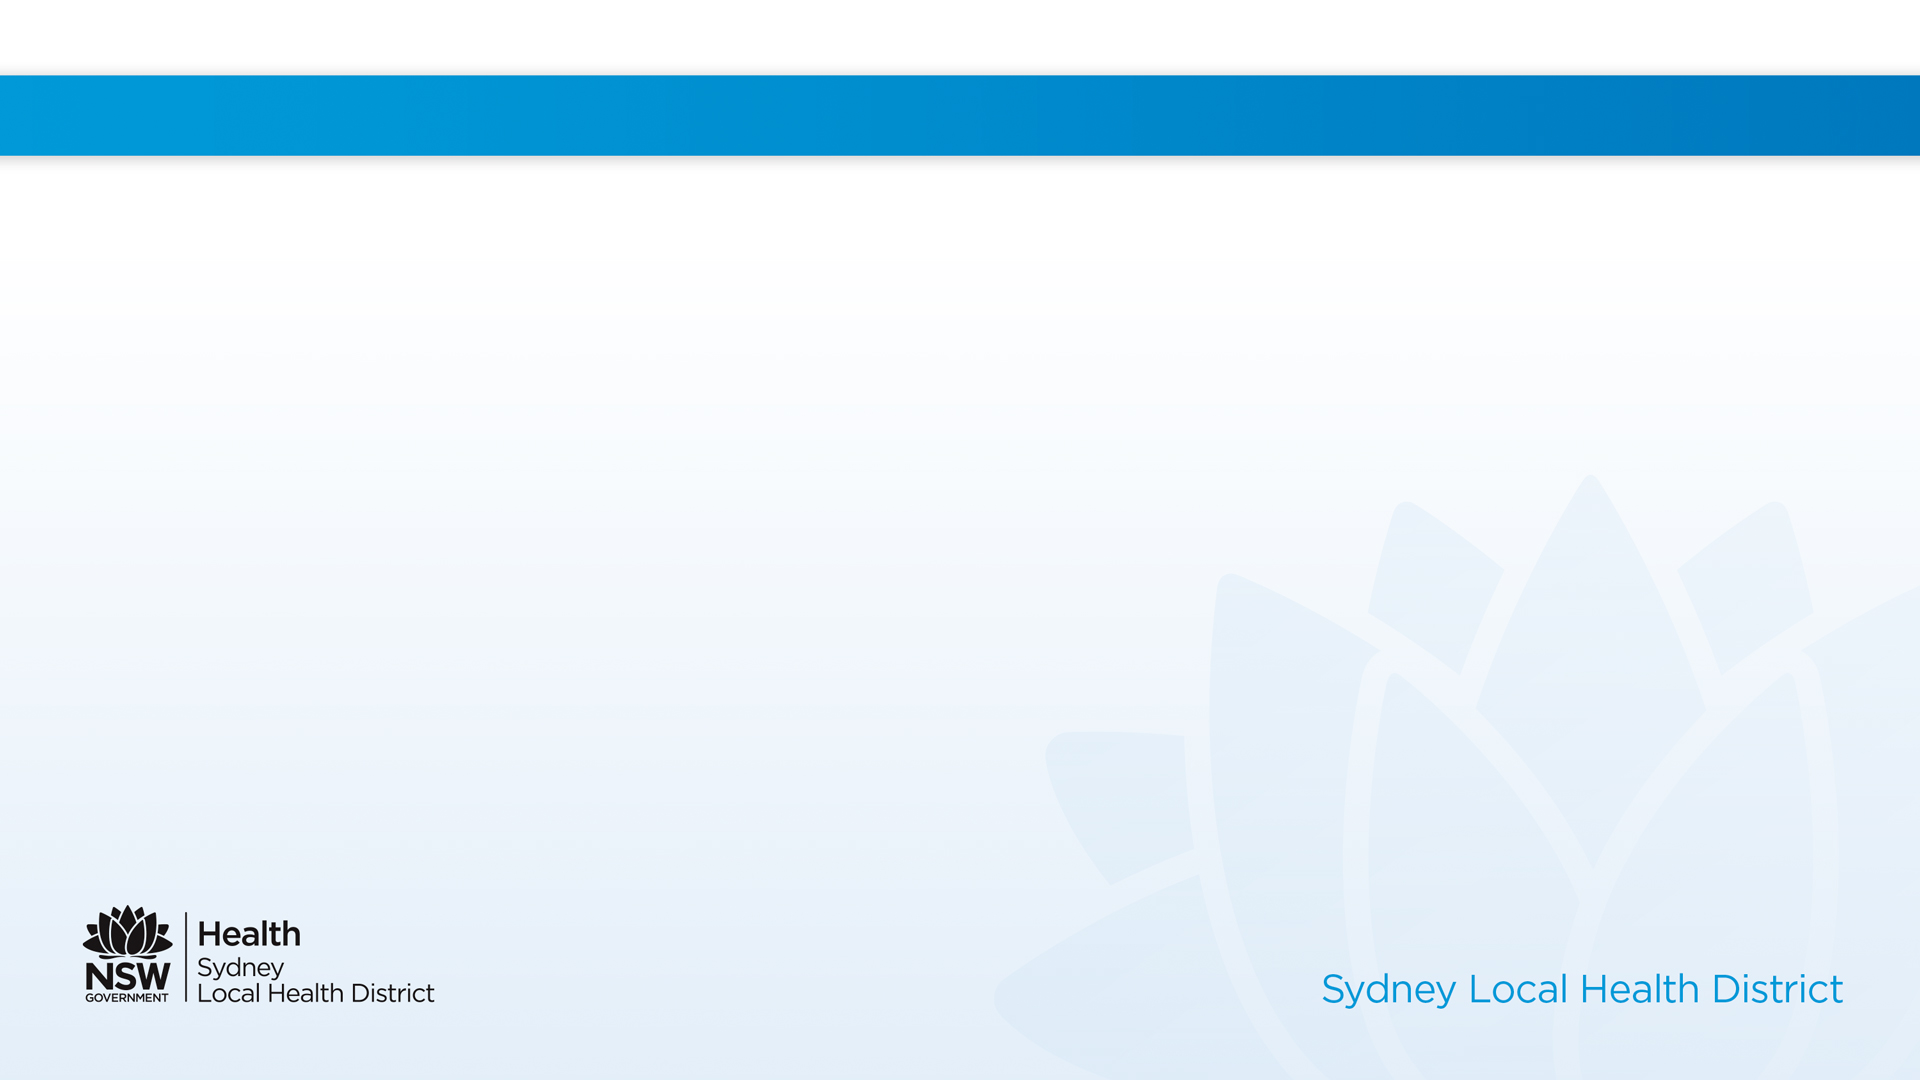 Health
Sydney
Local Health District
NSW
GOVERNMENT
Sydney Local Health District